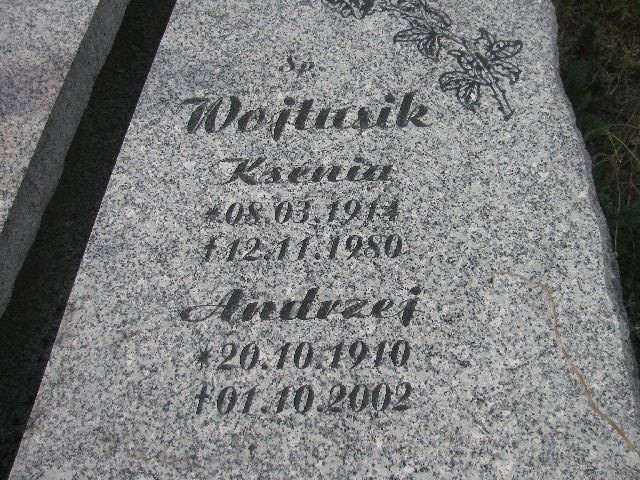 Śp.
Wojtusik
Ksenia
*08.03.1914
†12.11.1980
Andrzej
*20.10.1910
†01.10.2002